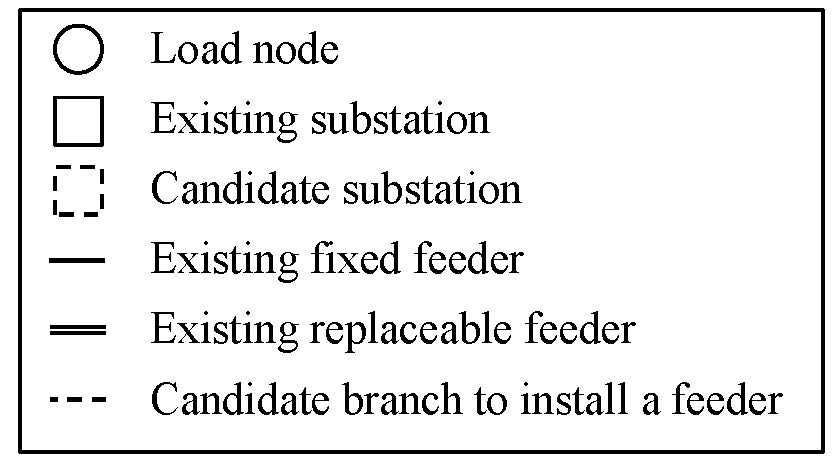 Load node
Existing substation
Candidate substation
Existing fixed feeder
Existing replaceable feeder
Candidate branch to install a feeder